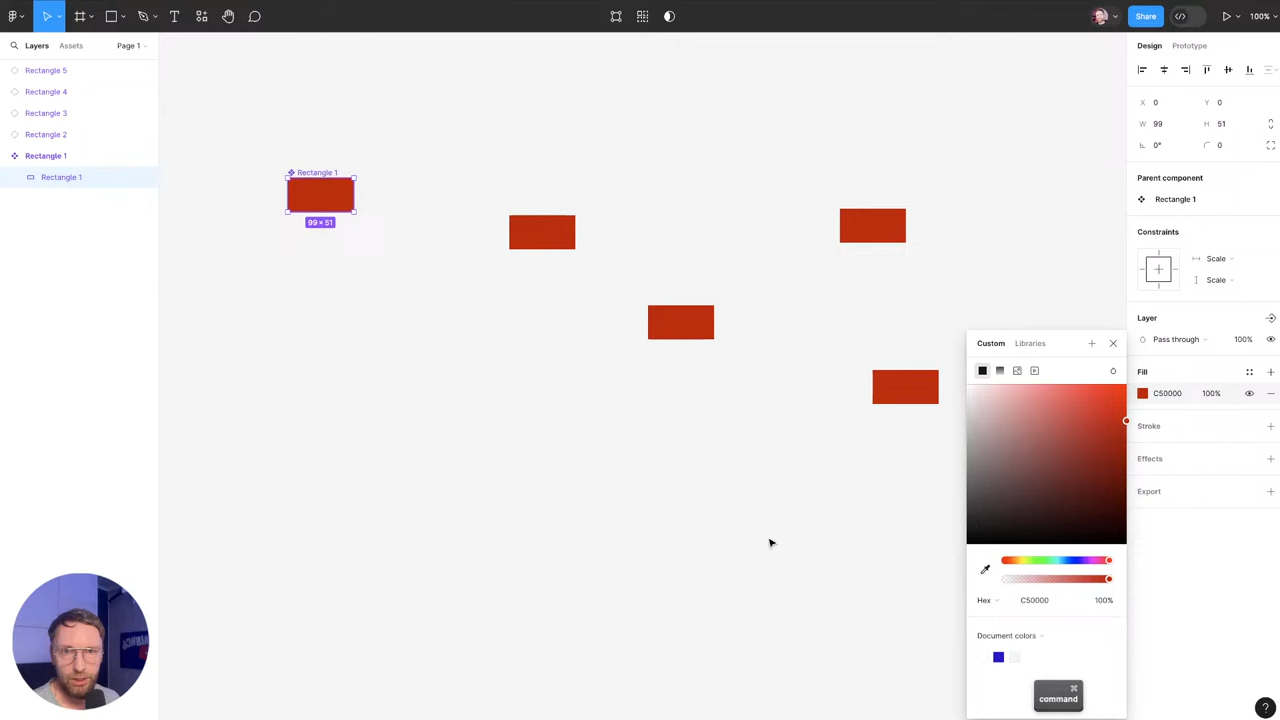 Share
100%
Layers
Assets
Page 1
Rectangle 5
Rectangle 4
Rectangle 3
Rectangle 2
Rectangle 1
Rectangle 1
Rectangle 1
99 × 51
Design
Prototype
X 0 Y 0
W 99 H 51
0° 0
Parent component
Rectangle 1
Constraints
Scale
Scale
Layer
Pass through 100%
Fill
C50000 100%
Stroke
Effects
Export
Custom
Libraries
Hex C50000 100%
Document colors
⌘
command
?